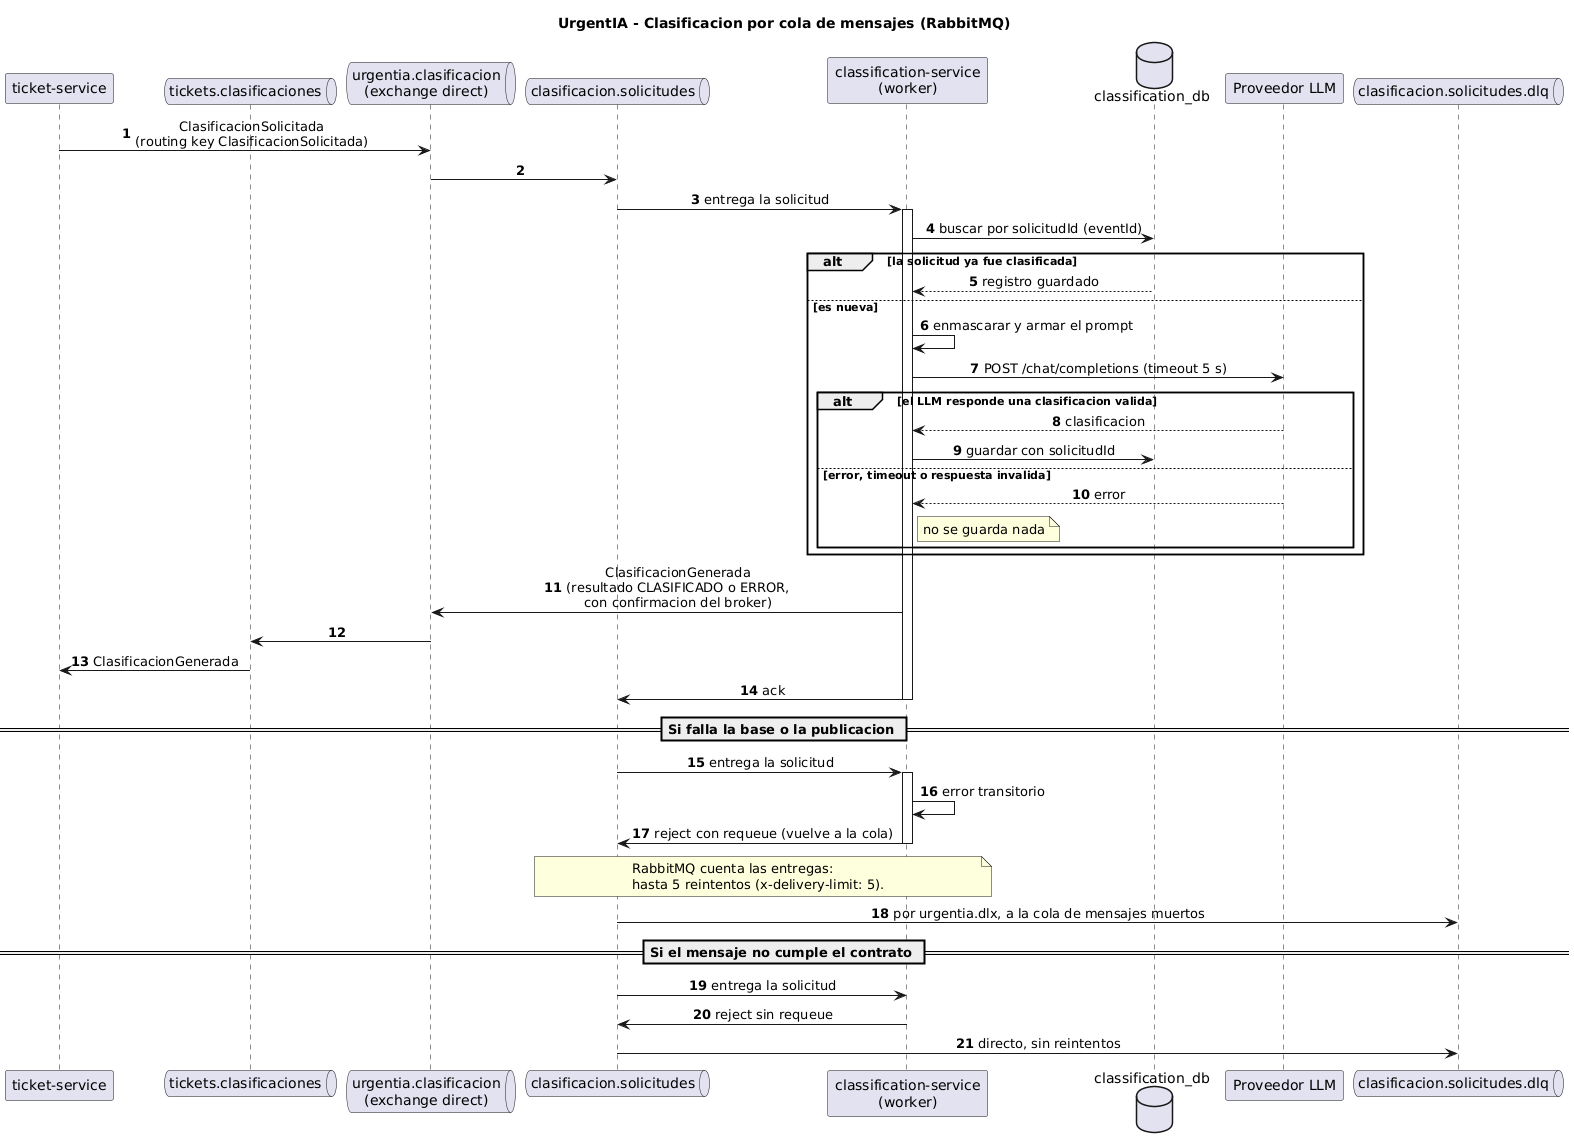 UrgentIA - Clasificacion por cola de mensajes (RabbitMQ)
ticket-service
tickets.clasificaciones
urgentia.clasificacion
(exchange direct)
clasificacion.solicitudes
classification-service
(worker)
classification_db
Proveedor LLM
clasificacion.solicitudes.dlq
ClasificacionSolicitada
1
(routing key ClasificacionSolicitada)
2
3 entrega la solicitud
4 buscar por solicitudId (eventId)
alt [la solicitud ya fue clasificada]
5 registro guardado
[es nueva]
6 enmascarar y armar el prompt
7 POST /chat/completions (timeout 5 s)
alt [el LLM responde una clasificacion valida]
8 clasificacion
9 guardar con solicitudId
[error, timeout o respuesta invalida]
10 error
no se guarda nada
ClasificacionGenerada
11 (resultado CLASIFICADO o ERROR,
con confirmacion del broker)
12
13 ClasificacionGenerada
14 ack
Si falla la base o la publicacion
15 entrega la solicitud
16 error transitorio
17 reject con requeue (vuelve a la cola)
RabbitMQ cuenta las entregas:
hasta 5 reintentos (x-delivery-limit: 5).
18 por urgentia.dlx, a la cola de mensajes muertos
Si el mensaje no cumple el contrato
19 entrega la solicitud
20 reject sin requeue
21 directo, sin reintentos
ticket-service
tickets.clasificaciones
urgentia.clasificacion
(exchange direct)
clasificacion.solicitudes
classification-service
(worker)
classification_db
Proveedor LLM
clasificacion.solicitudes.dlq